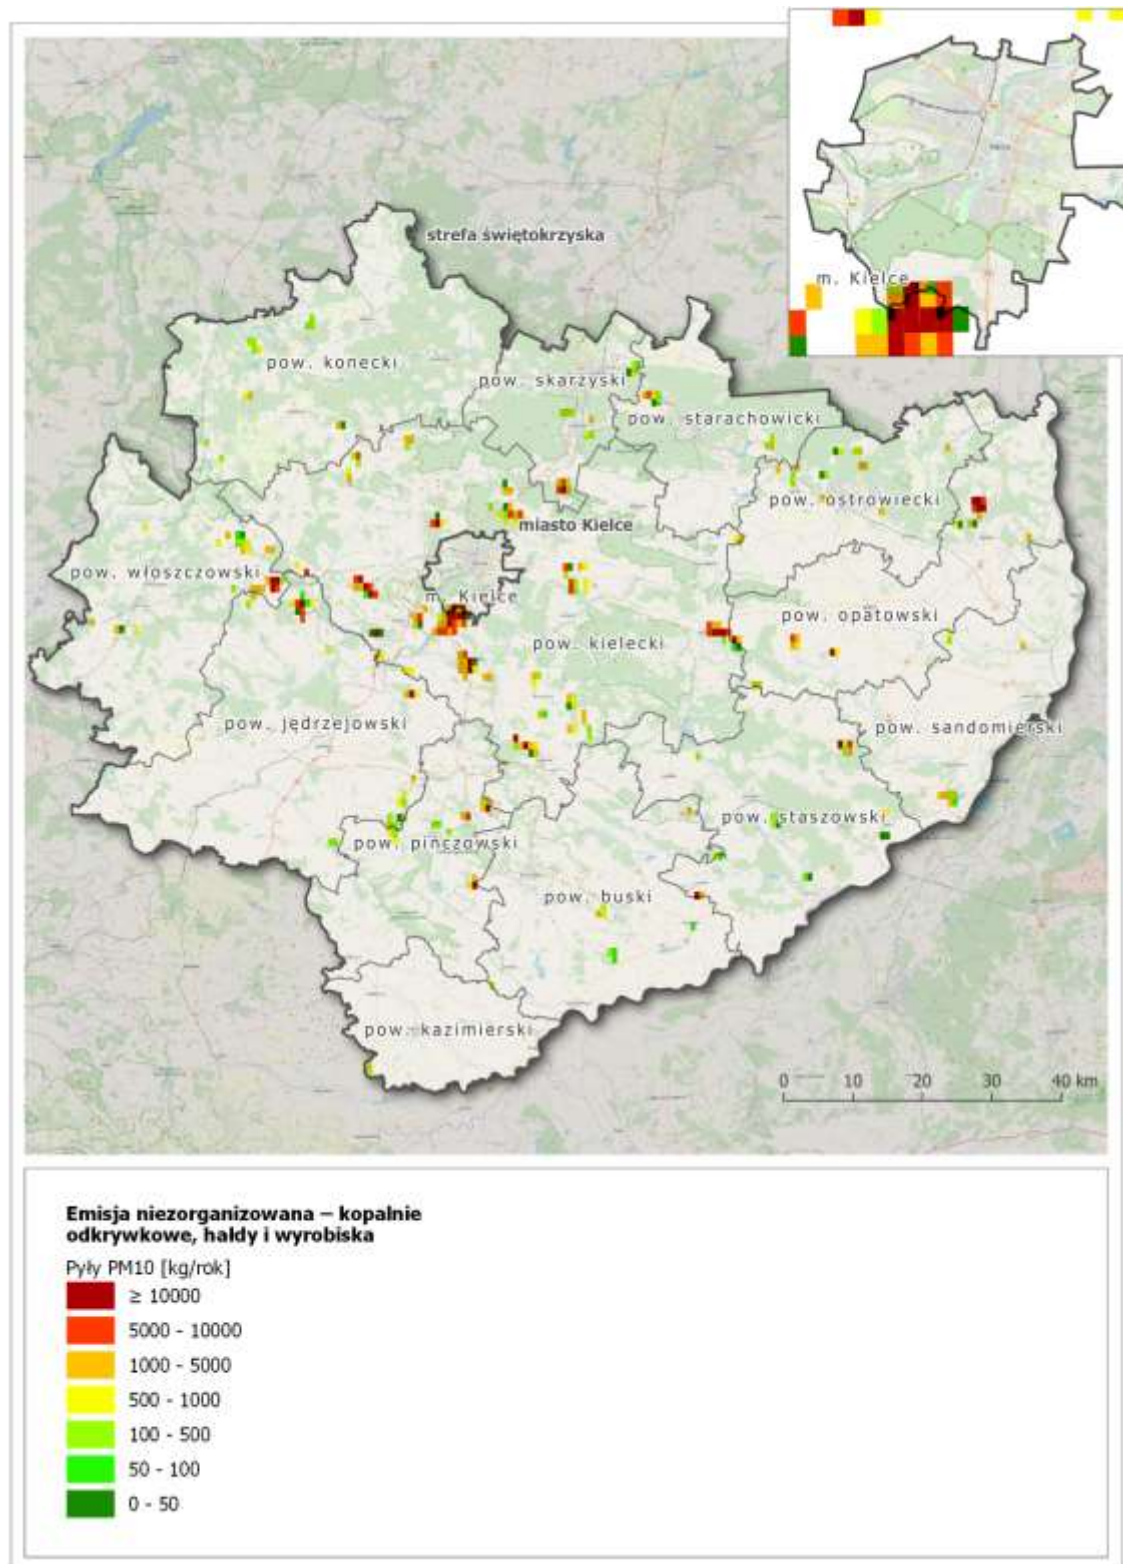 m. Kielce
strefa świętokrzyska
pow. konecki
pow. skarżyski
pow. starachowicki
pow. ostrowiecki
miasto Kielce
pow. włoszczowski
m. Kielce
pow. opatowski
pow. kielecki
pow. jędrzejowski
pow. sandomierski
pow. staszowski
pow. pińczowski
pow. buski
pow. kazimierski
0 10 20 30 40 km
Emisja niezorganizowana – kopalnie
odkrywkowe, hałdy i wyrobiska
Pyły PM10 [kg/rok]
≥ 10000
5000 - 10000
1000 - 5000
500 - 1000
100 - 500
50 - 100
0 - 50